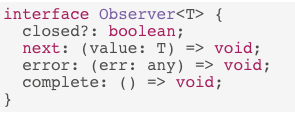 interface Observer<T> {
  closed?: boolean;
  next: (value: T) => void;
  error: (err: any) => void;
  complete: () => void;
}